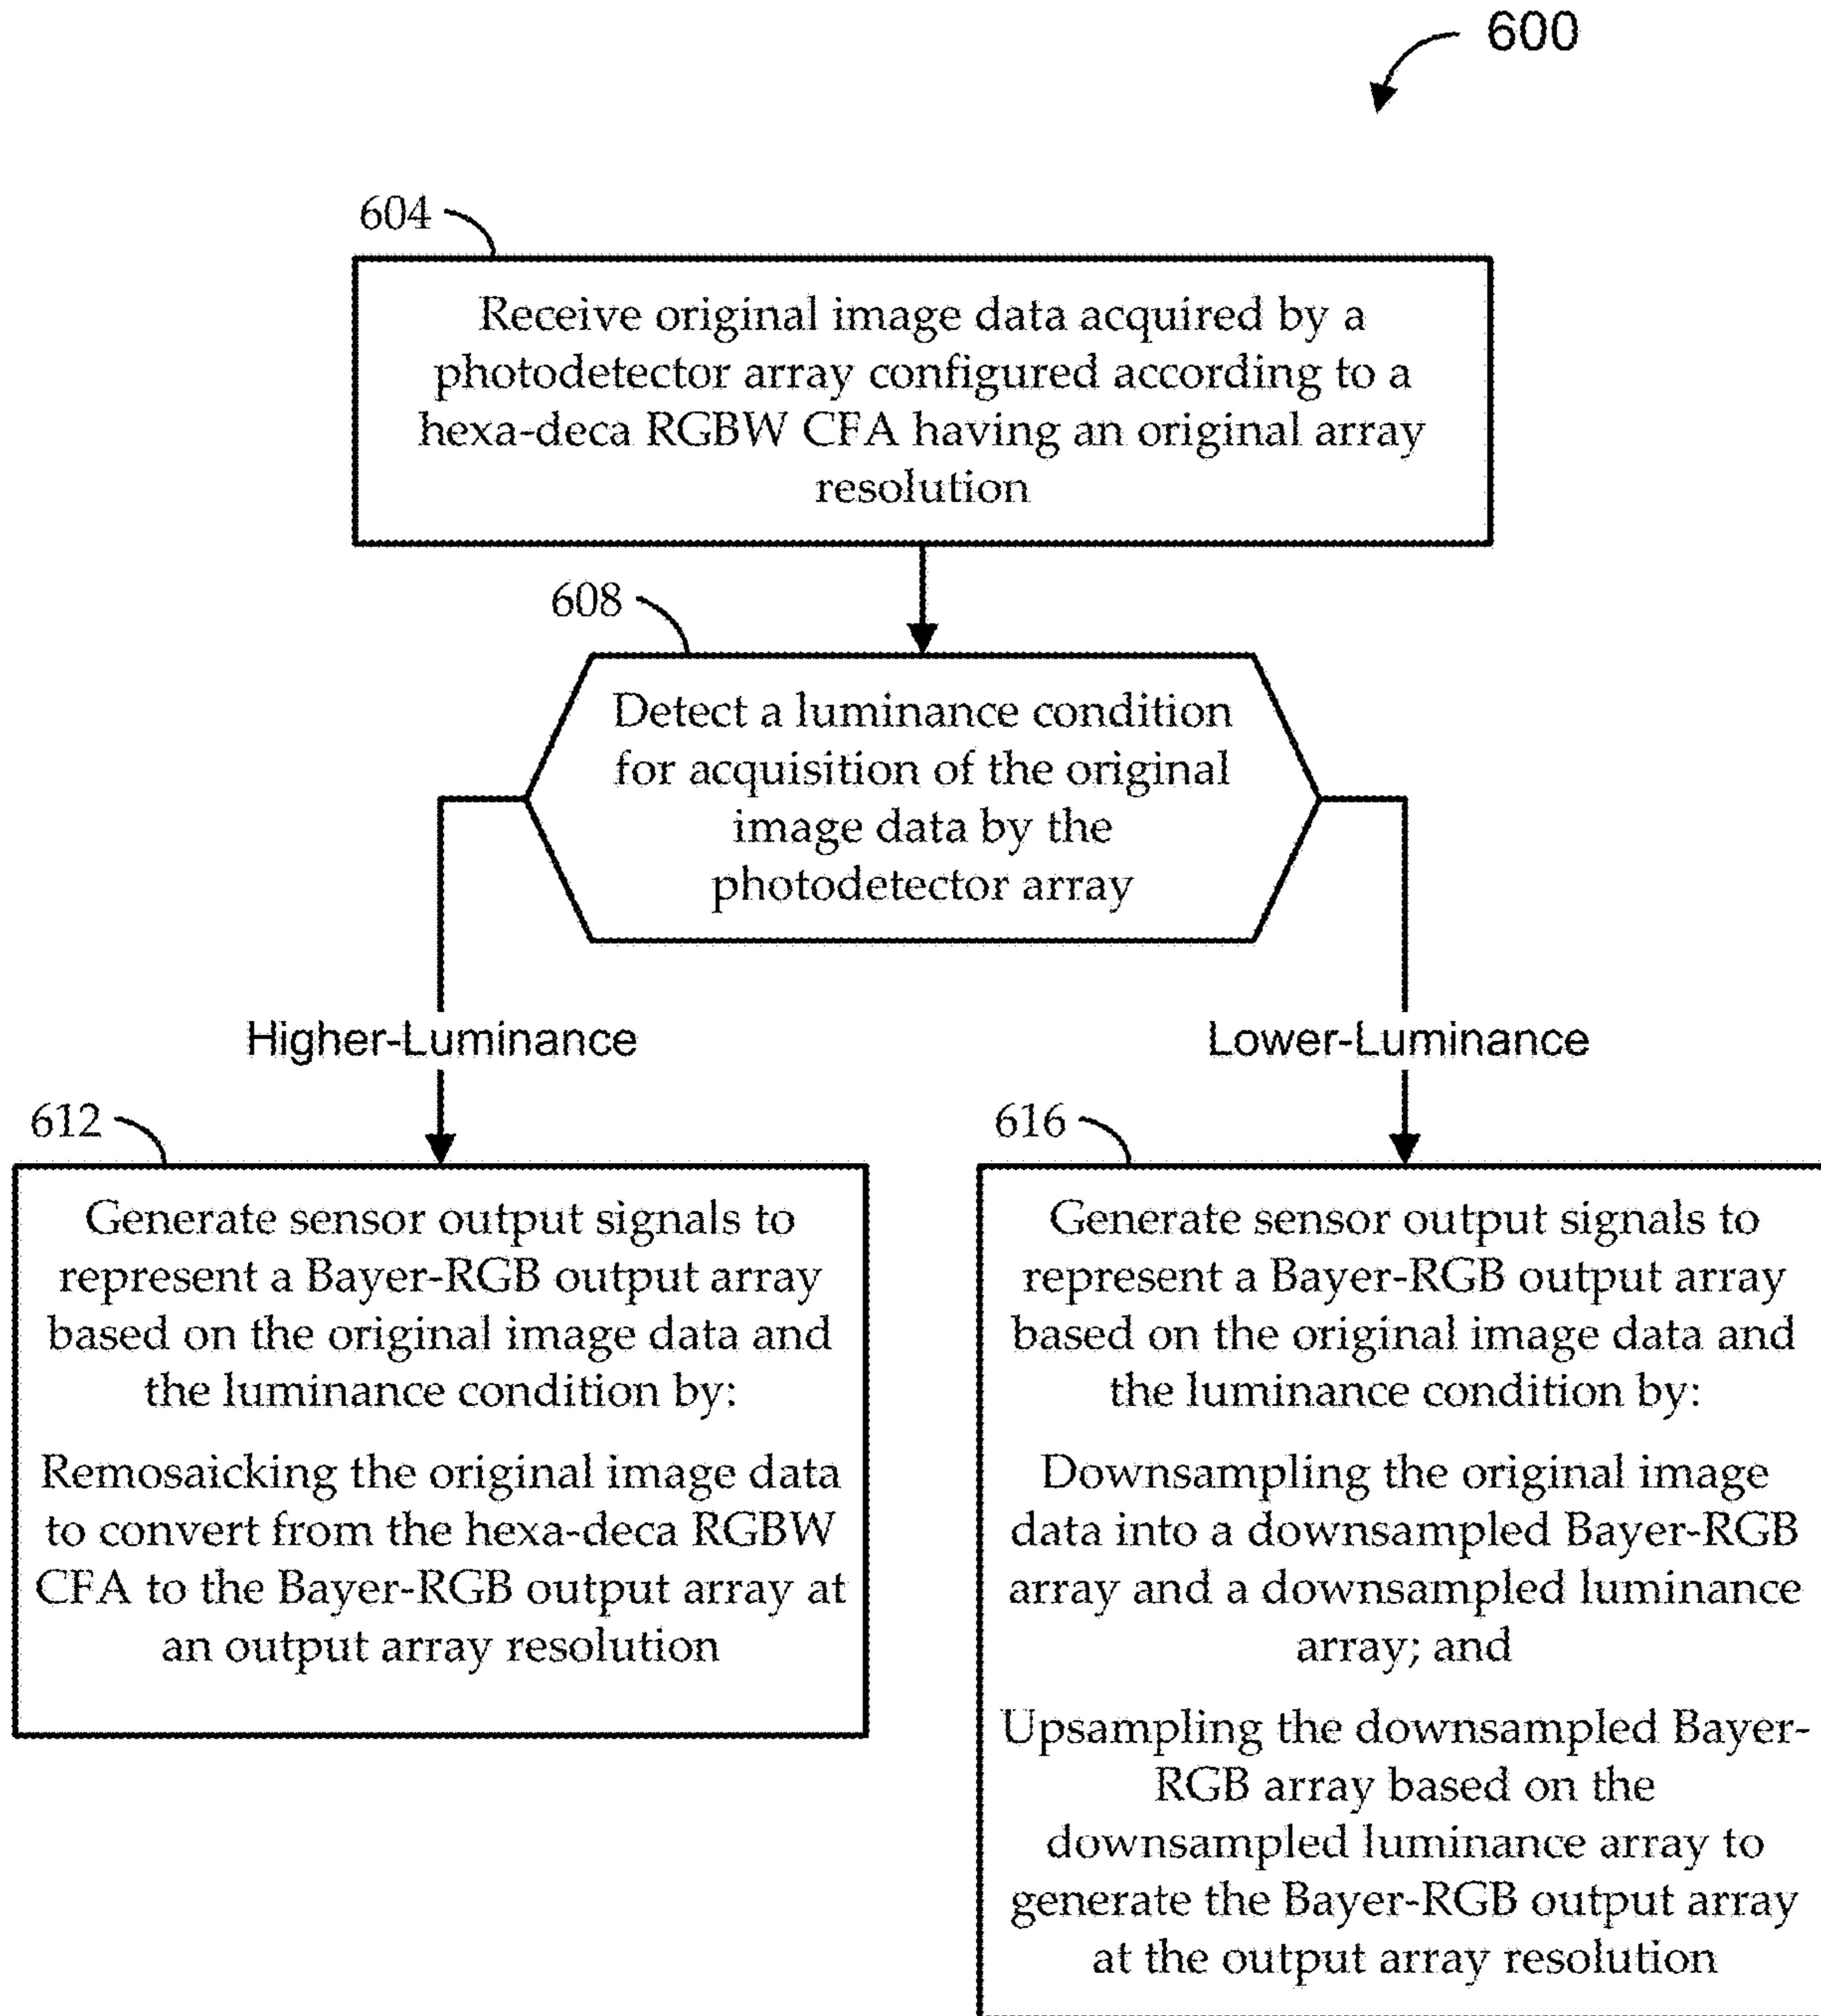 600
604
Receive original image data acquired by a
photodetector array configured according to a
hexa-deca RGBW CFA having an original array
resolution
608
Detect a luminance condition
for acquisition of the original
image data by the
photodetector array
Higher-Luminance
Lower-Luminance
612
Generate sensor output signals to
represent a Bayer-RGB output array
based on the original image data and
the luminance condition by:
Remosaicking the original image data
to convert from the hexa-deca RGBW
CFA to the Bayer-RGB output array at
an output array resolution
616
Generate sensor output signals to
represent a Bayer-RGB output array
based on the original image data and
the luminance condition by:
Downsampling the original image
data into a downsampled Bayer-RGB
array and a downsampled luminance
array; and
Upsampling the downsampled Bayer-
RGB array based on the
downsampled luminance array to
generate the Bayer-RGB output array
at the output array resolution